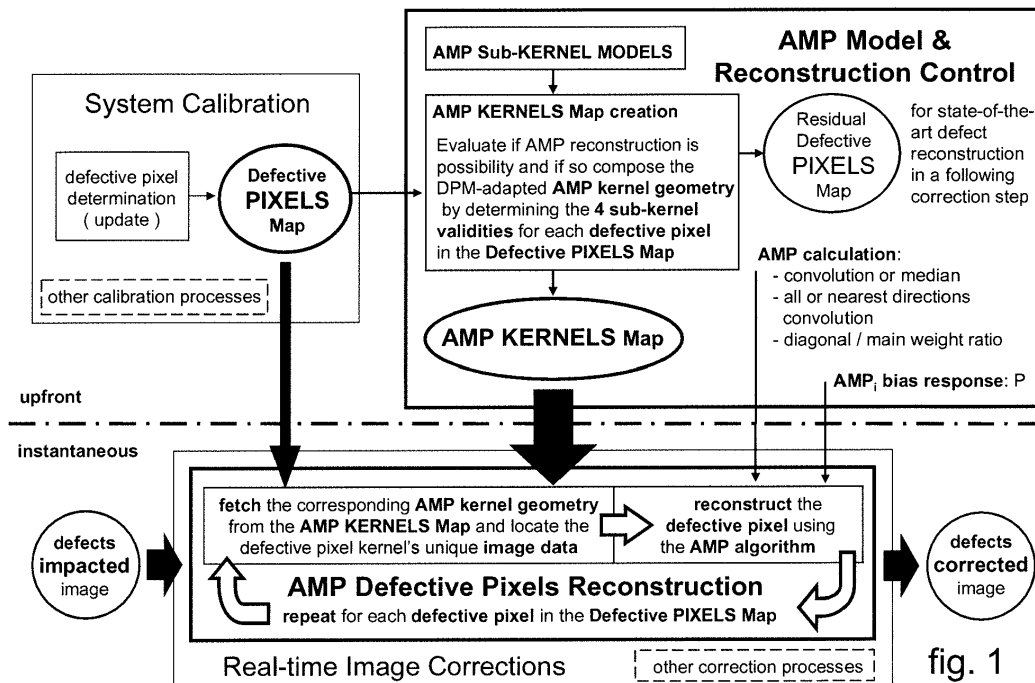 System Calibration
defective pixel
determination
( update )
Defective
PIXELS
Map
other calibration processes
AMP Sub-KERNEL MODELS
AMP Model &
Reconstruction Control
AMP KERNELS Map creation
Evaluate if AMP reconstruction is
possibility and if so compose the
DPM-adapted AMP kernel geometry
by determining the 4 sub-kernel
validities for each defective pixel
in the Defective PIXELS Map
Residual
Defective
PIXELS
Map
for state-of-the-
art defect
reconstruction
in a following
correction step
AMP KERNELS Map
AMP calculation:
- convolution or median
- all or nearest directions
convolution
- diagonal / main weight ratio
AMPi bias response: P
upfront
instantaneous
defects
impacted
image
fetch the corresponding AMP kernel geometry
from the AMP KERNELS Map and locate the
defective pixel kernel's unique image data
reconstruct the
defective pixel using
the AMP algorithm
AMP Defective Pixels Reconstruction
repeat for each defective pixel in the Defective PIXELS Map
defects
corrected
image
Real-time Image Corrections
other correction processes
fig. 1